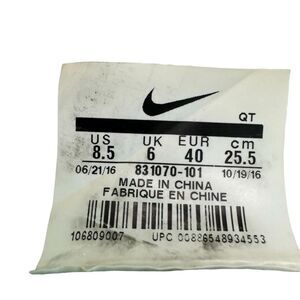 QT
US UK EUR cm
8.5 6 40 25.5
06/21/16 831070-101 10/19/16
MADE IN CHINA
FABRIQUE EN CHINE
106809007 UPC 00886548934553